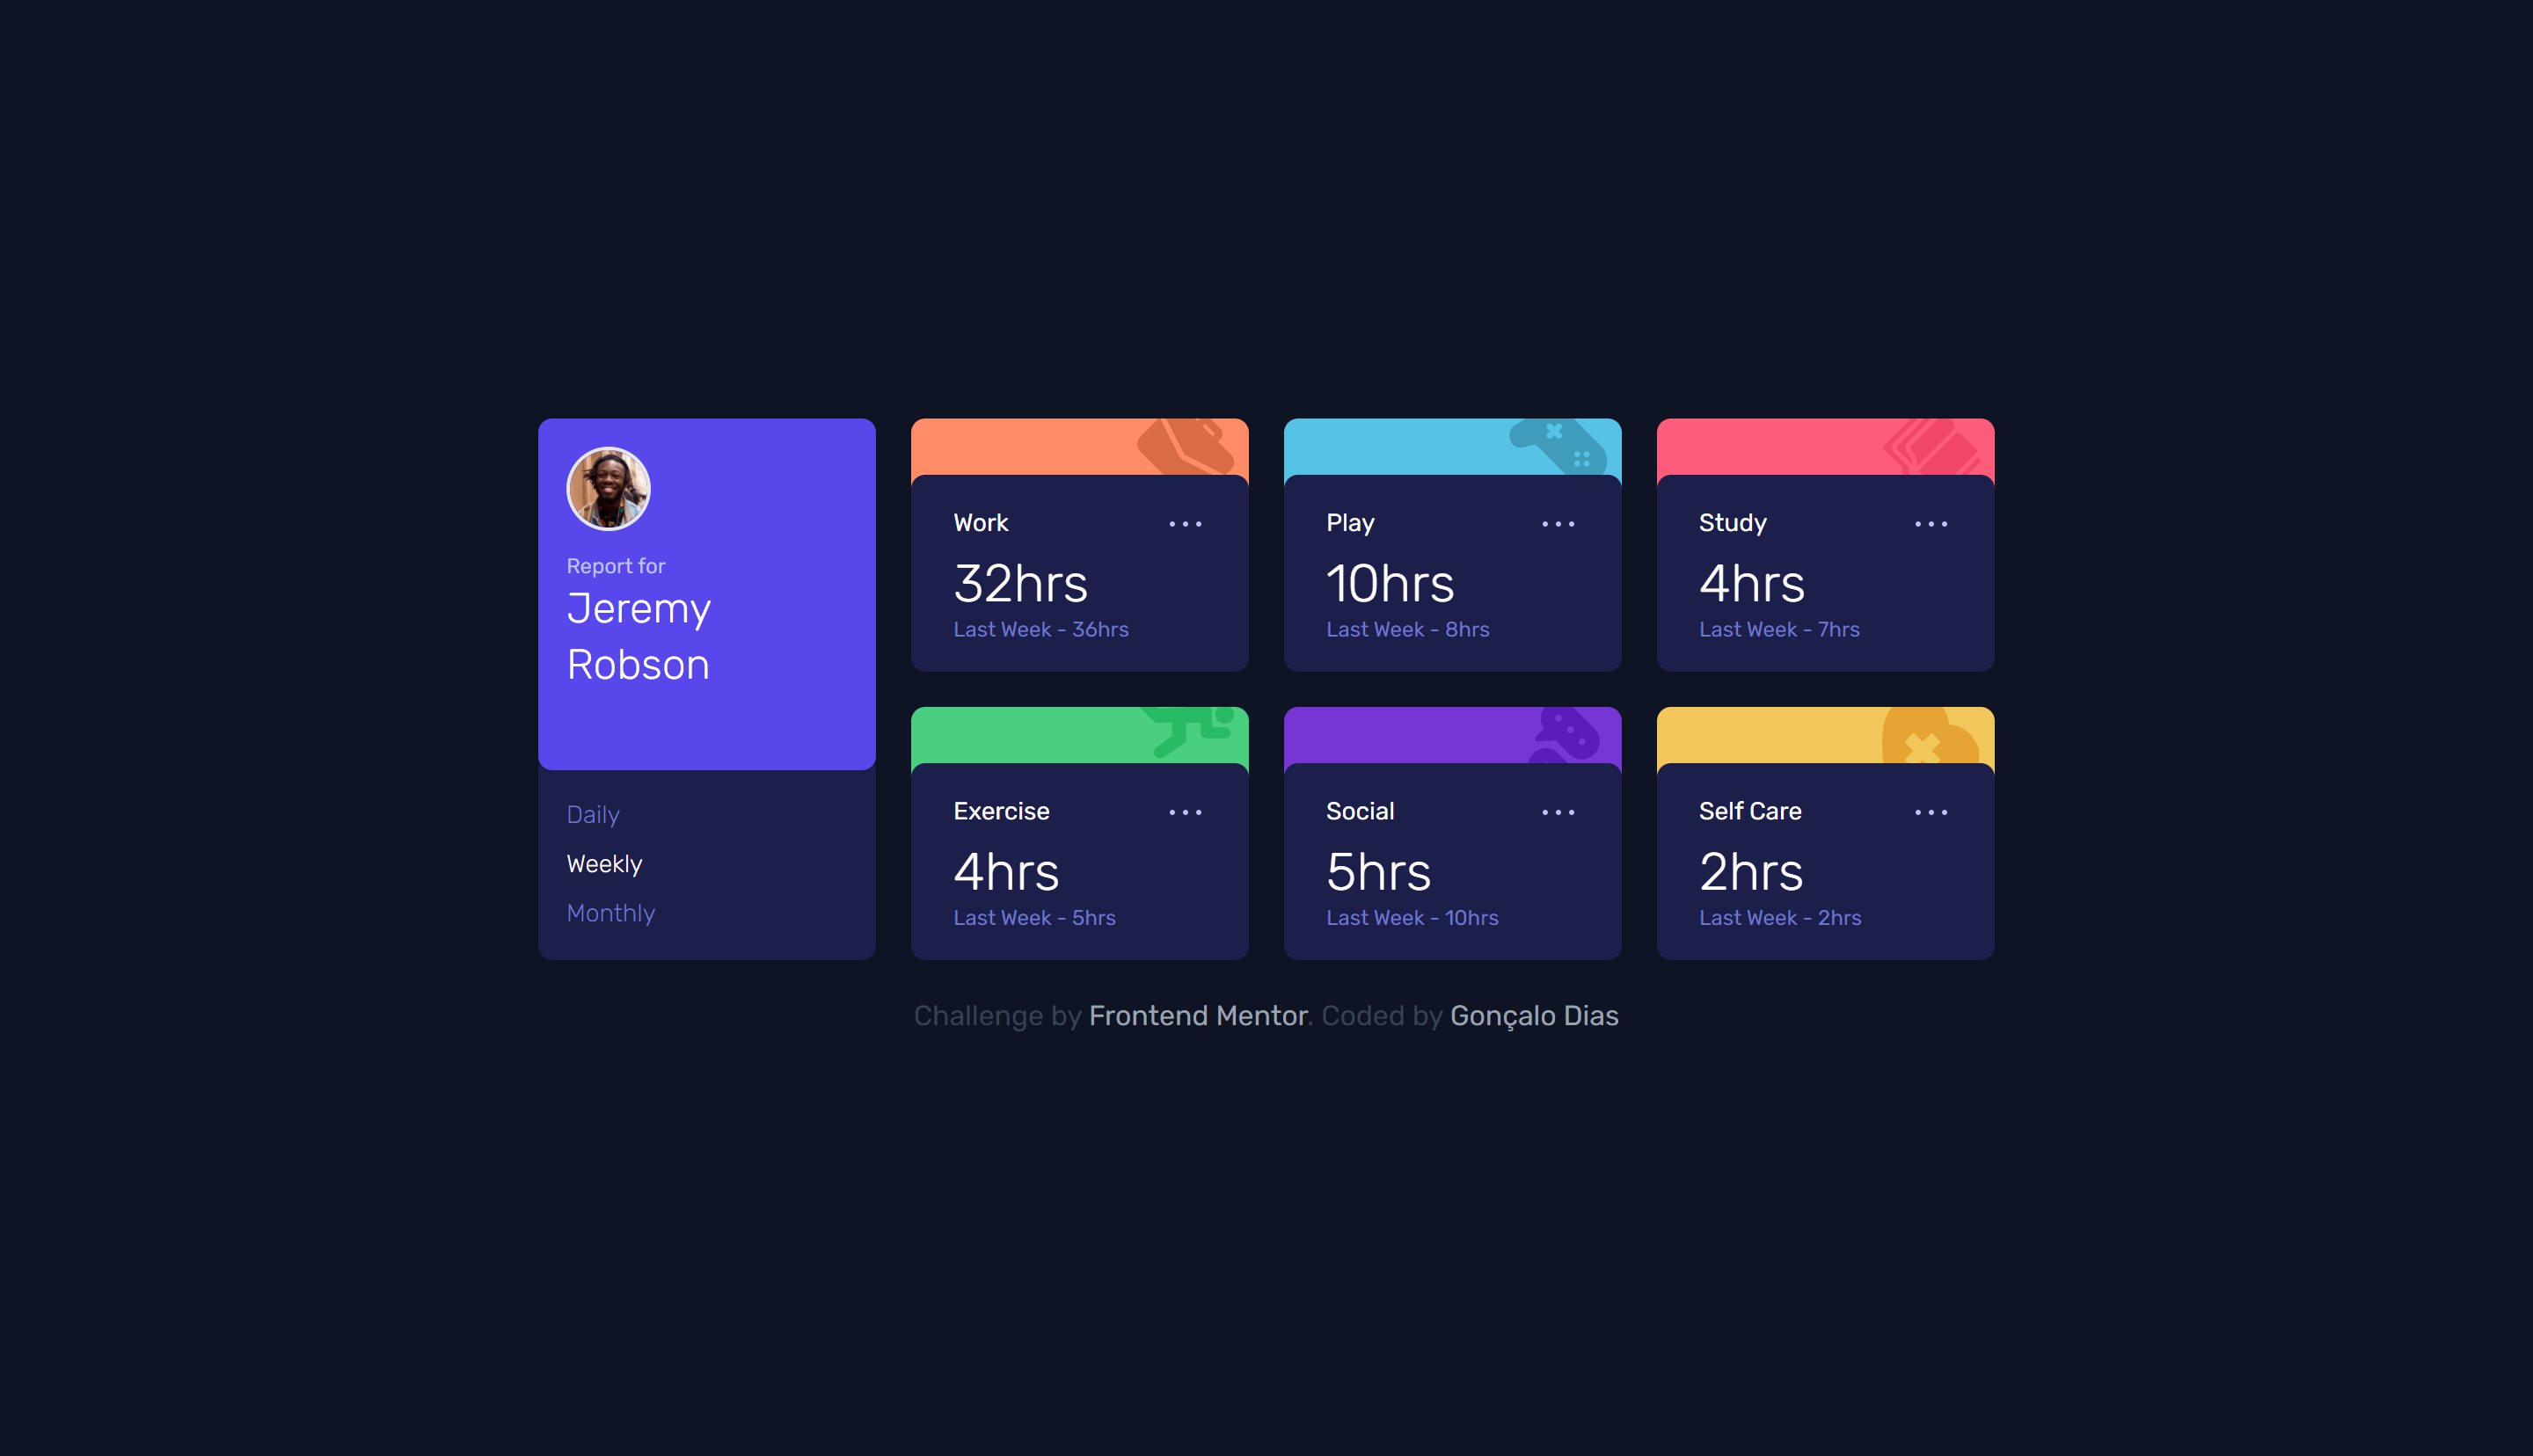 Report for
Jeremy
Robson
Daily
Weekly
Monthly
Work
32hrs
Last Week - 36hrs
Play
10hrs
Last Week - 8hrs
Study
4hrs
Last Week - 7hrs
Exercise
4hrs
Last Week - 5hrs
Social
5hrs
Last Week - 10hrs
Self Care
2hrs
Last Week - 2hrs
Challenge by Frontend Mentor. Coded by Gonçalo Dias